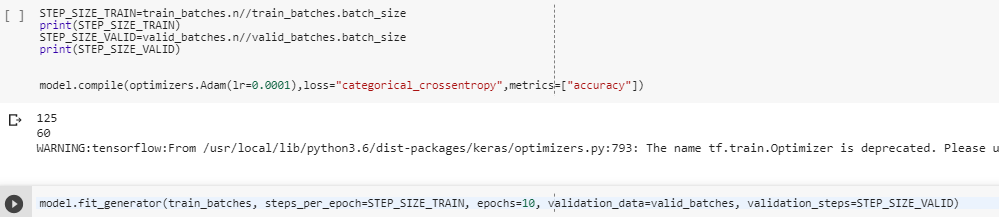 [ ]
STEP_SIZE_TRAIN=train_batches.n//train_batches.batch_size
print(STEP_SIZE_TRAIN)
STEP_SIZE_VALID=valid_batches.n//valid_batches.batch_size
print(STEP_SIZE_VALID)
model.compile(optimizers.Adam(lr=0.0001),loss="categorical_crossentropy",metrics=["accuracy"])
125
60
WARNING:tensorflow:From /usr/local/lib/python3.6/dist-packages/keras/optimizers.py:793: The name tf.train.Optimizer is deprecated. Please u
model.fit_generator(train_batches, steps_per_epoch=STEP_SIZE_TRAIN, epochs=10, validation_data=valid_batches, validation_steps=STEP_SIZE_VALID)